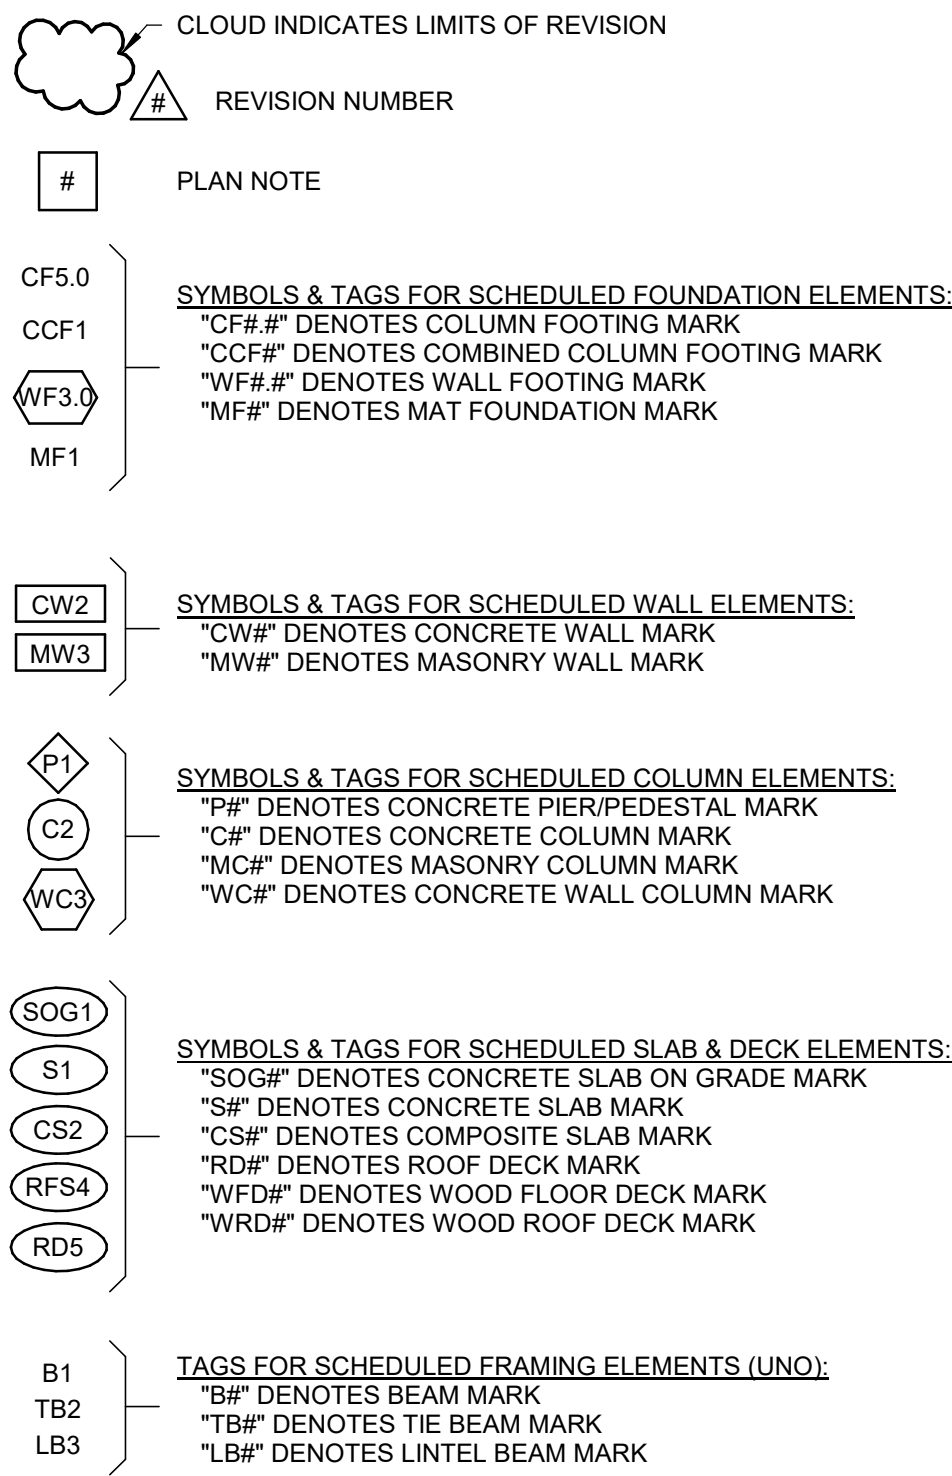 CLOUD INDICATES LIMITS OF REVISION
# REVISION NUMBER
# PLAN NOTE
CF5.0
CCF1
WF3.0
MF1
SYMBOLS & TAGS FOR SCHEDULED FOUNDATION ELEMENTS:
"CF#.#" DENOTES COLUMN FOOTING MARK
"CCF#" DENOTES COMBINED COLUMN FOOTING MARK
"WF#.#" DENOTES WALL FOOTING MARK
"MF#" DENOTES MAT FOUNDATION MARK
CW2
MW3
SYMBOLS & TAGS FOR SCHEDULED WALL ELEMENTS:
"CW#" DENOTES CONCRETE WALL MARK
"MW#" DENOTES MASONRY WALL MARK
P1
C2
WC3
SYMBOLS & TAGS FOR SCHEDULED COLUMN ELEMENTS:
"P#" DENOTES CONCRETE PIER/PEDESTAL MARK
"C#" DENOTES CONCRETE COLUMN MARK
"MC#" DENOTES MASONRY COLUMN MARK
"WC#" DENOTES CONCRETE WALL COLUMN MARK
SOG1
S1
CS2
RFS4
RD5
SYMBOLS & TAGS FOR SCHEDULED SLAB & DECK ELEMENTS:
"SOG#" DENOTES CONCRETE SLAB ON GRADE MARK
"S#" DENOTES CONCRETE SLAB MARK
"CS#" DENOTES COMPOSITE SLAB MARK
"RD#" DENOTES ROOF DECK MARK
"WFD#" DENOTES WOOD FLOOR DECK MARK
"WRD#" DENOTES WOOD ROOF DECK MARK
B1
TB2
LB3
TAGS FOR SCHEDULED FRAMING ELEMENTS (UNO):
"B#" DENOTES BEAM MARK
"TB#" DENOTES TIE BEAM MARK
"LB#" DENOTES LINTEL BEAM MARK